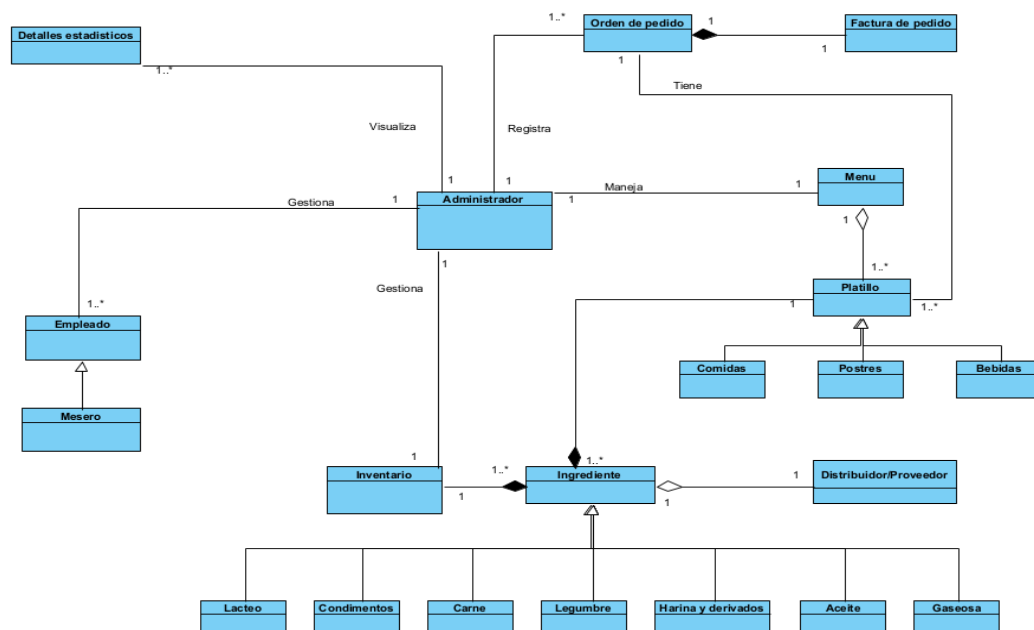 Detalles estadisticos
1..*
Visualiza
1
1..*
Orden de pedido
1
1
Factura de pedido
1
Tiene
Registra
1
Gestiona
1
Administrador
1
Maneja
1
Menu
1
1..*
1
Platillo
1..*
1
Gestiona
1..*
Empleado
Mesero
Comidas
Postres
Bebidas
1
Inventario
1
1..*
1..*
Ingrediente
1
1
Distribuidor/Proveedor
Lacteo
Condimentos
Carne
Legumbre
Harina y derivados
Aceite
Gaseosa